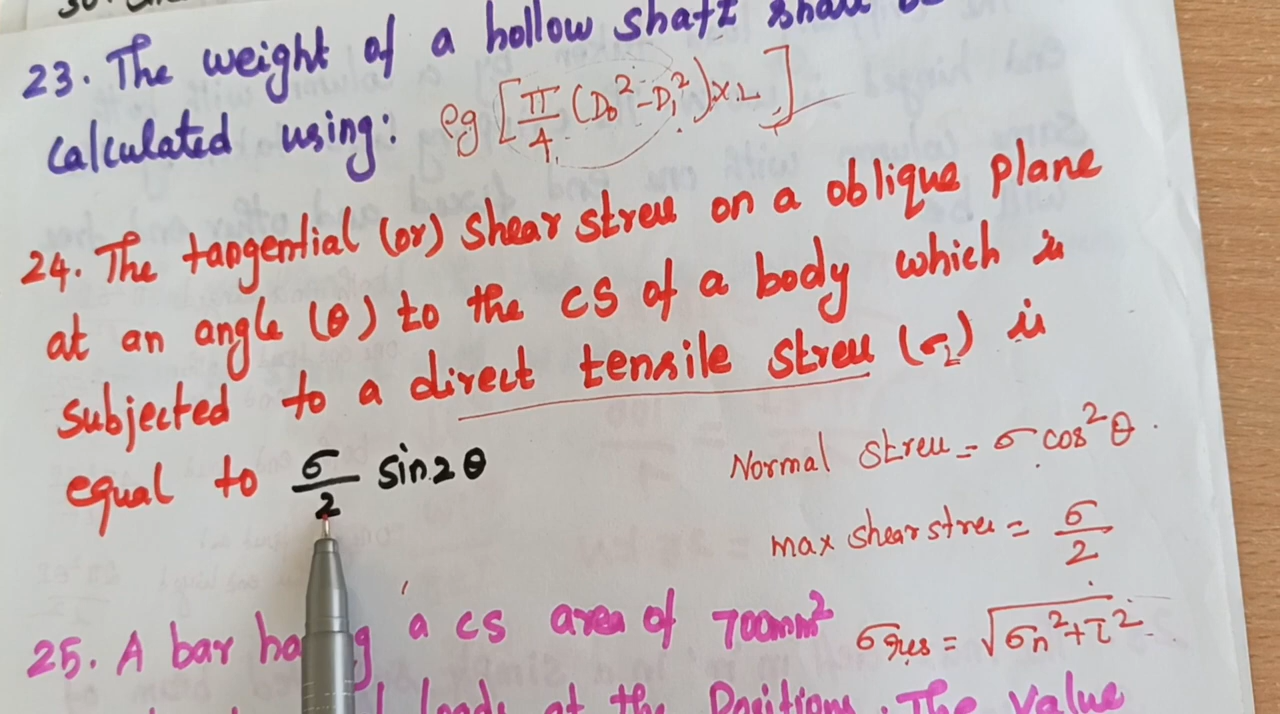 23. The weight of a hollow shaft shall
calculated using: ρg [π/4 (D₀² - D₁²) × L]
24. The tangential (or) shear stress on a oblique plane
at an angle (θ) to the CS of a body which is
subjected to a direct tensile stress (σ₁) is
equal to σ/2 sin2θ
Normal stress = σ cos²θ.
max shear stress = σ/2
25. A bar having a CS area of 700mm²
σres = √σn²+τ²
loads at the Positions. The value